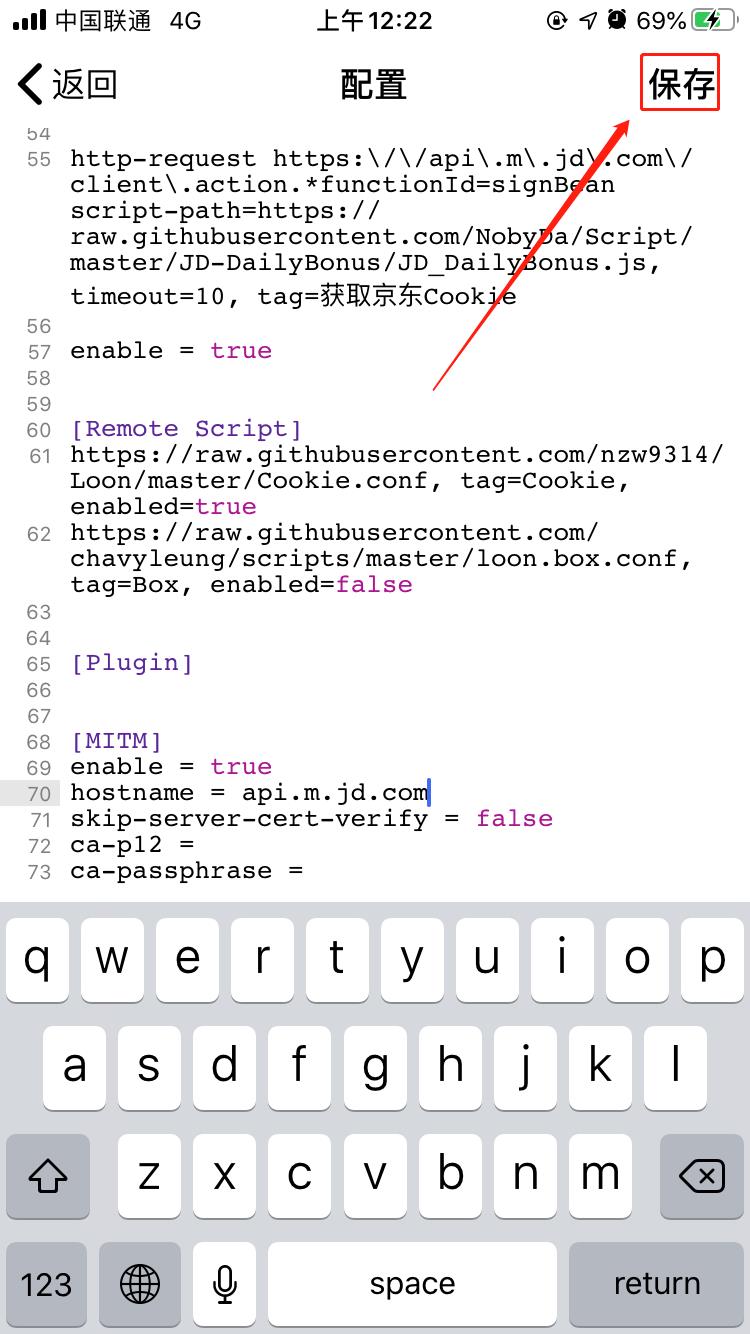 中国联通 4G 上午12:22 69%
返回 配置 保存
54
55 http-request https:\/\/api\.m\.jd\.com\/
client\.action.*functionId=signBean
script-path=https://
raw.githubusercontent.com/NobyDa/Script/
master/JD-DailyBonus/JD_DailyBonus.js,
timeout=10, tag=获取京东Cookie
56
57 enable = true
58
59
60 [Remote Script]
61 https://raw.githubusercontent.com/nzw9314/
Loon/master/Cookie.conf, tag=Cookie,
enabled=true
62 https://raw.githubusercontent.com/
chavyleung/scripts/master/loon.box.conf,
tag=Box, enabled=false
63
64
65 [Plugin]
66
67
68 [MITM]
69 enable = true
70 hostname = api.m.jd.com
71 skip-server-cert-verify = false
72 ca-p12 =
73 ca-passphrase =
q w e r t y u i o p
a s d f g h j k l
z x c v b n m
123 space return